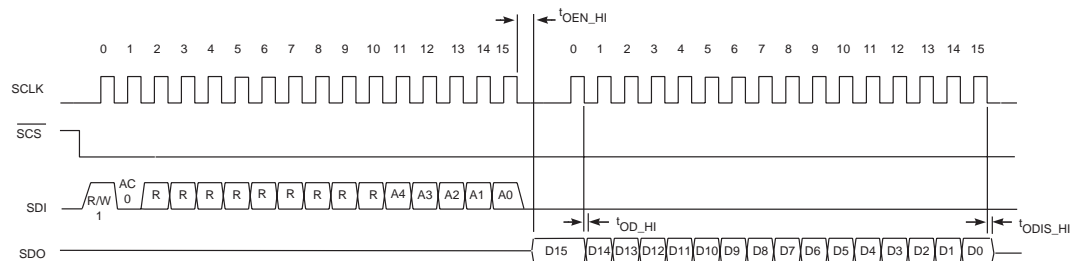 tOEN_HI
0 1 2 3 4 5 6 7 8 9 10 11 12 13 14 15 0 1 2 3 4 5 6 7 8 9 10 11 12 13 14 15
SCLK
SCS
SDI R/W 1 AC 0 R R R R R R R R R A4 A3 A2 A1 A0
tOD_HI tODIS_HI
SDO D15 D14 D13 D12 D11 D10 D9 D8 D7 D6 D5 D4 D3 D2 D1 D0